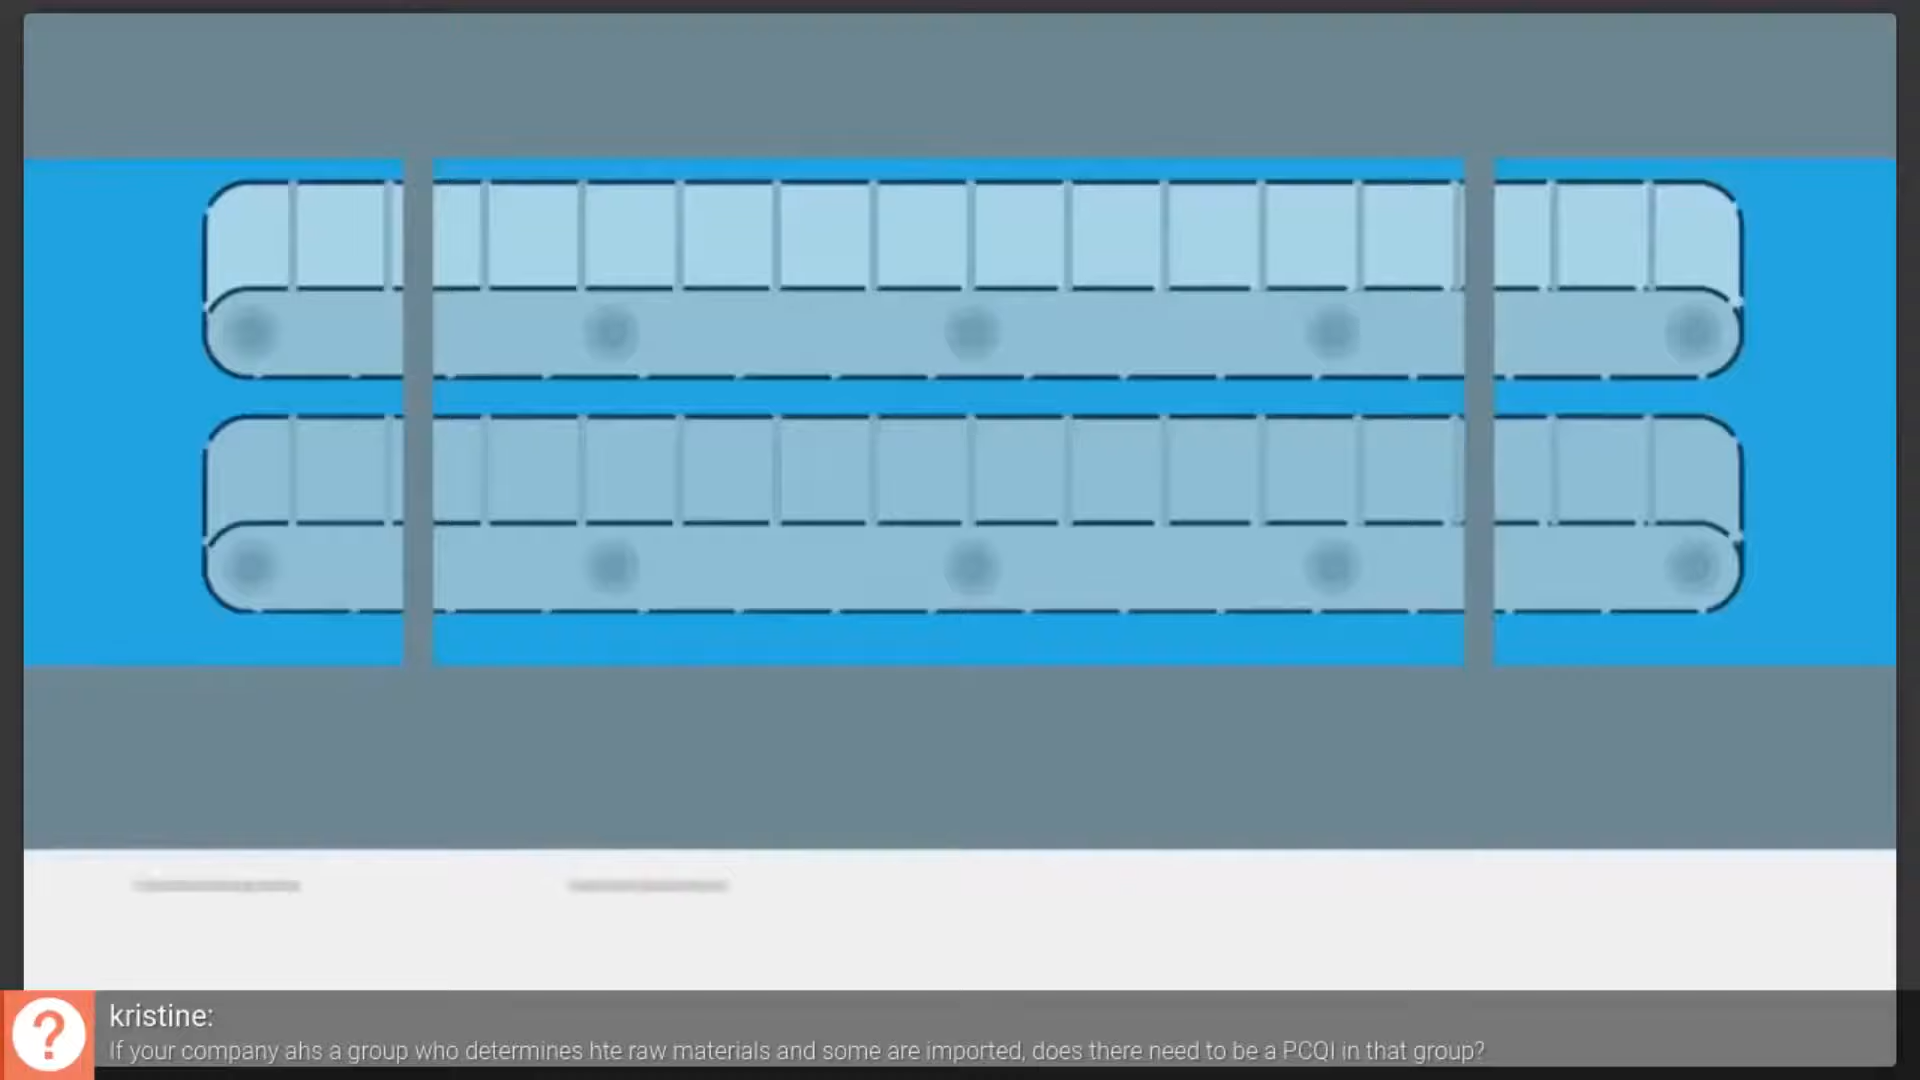 kristine:
If your company ahs a group who determines hte raw materials and some are imported, does there need to be a PCQI in that group?